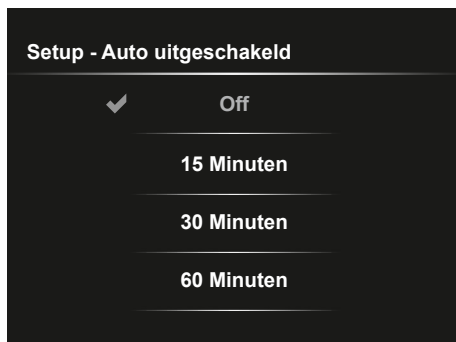 Setup - Auto uitgeschakeld
Off
15 Minuten
30 Minuten
60 Minuten